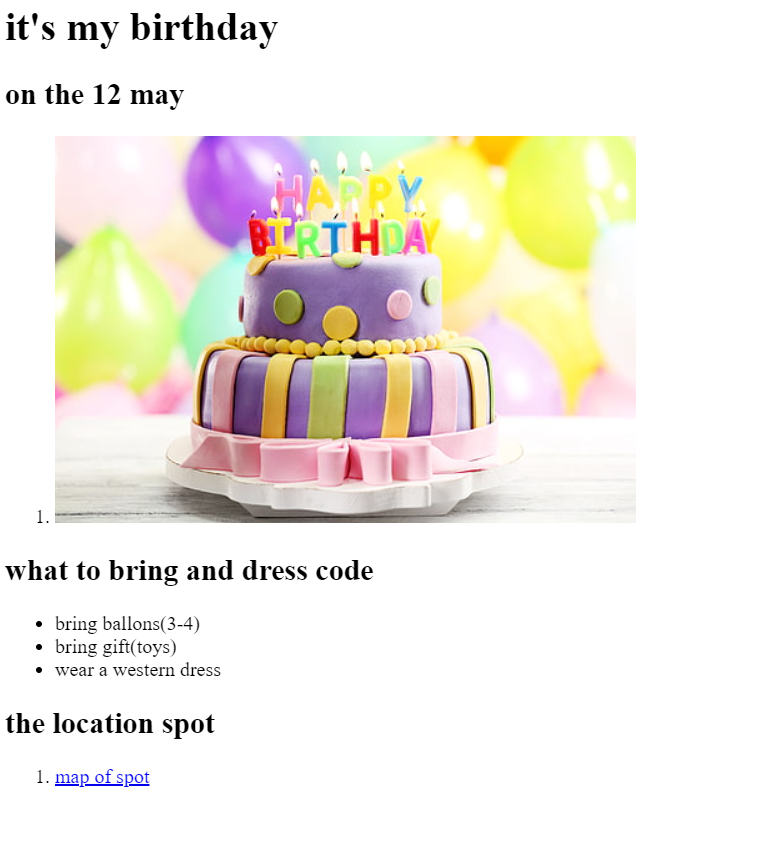 it's my birthday
on the 12 may
HAPPY
BIRTHDAY
1.
what to bring and dress code
• bring ballons(3-4)
• bring gift(toys)
• wear a western dress
the location spot
1. map of spot